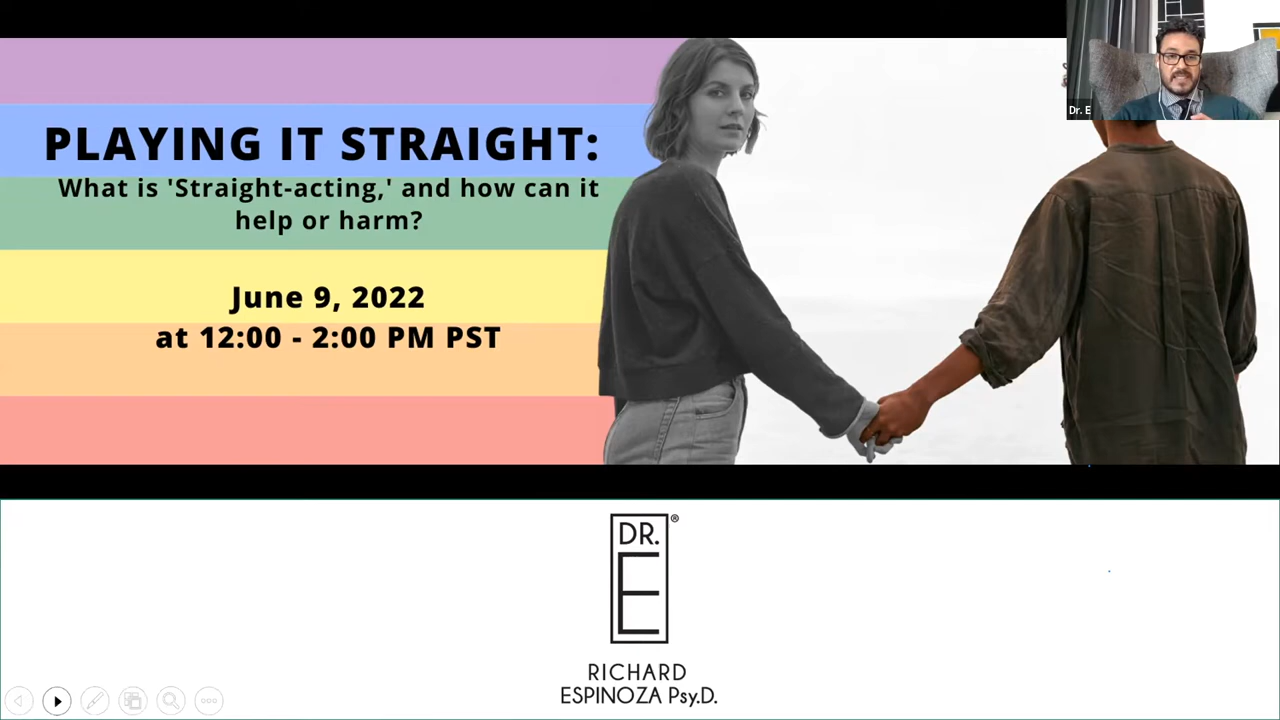 PLAYING IT STRAIGHT:
What is 'Straight-acting,' and how can it
help or harm?
June 9, 2022
at 12:00 - 2:00 PM PST
Dr. E
DR.®
E
RICHARD
ESPINOZA Psy.D.